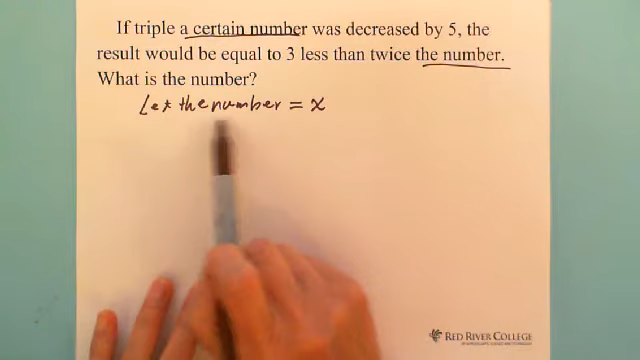 If triple a certain number was decreased by 5, the
result would be equal to 3 less than twice the number.
What is the number?
Let the number = x
RED RIVER COLLEGE